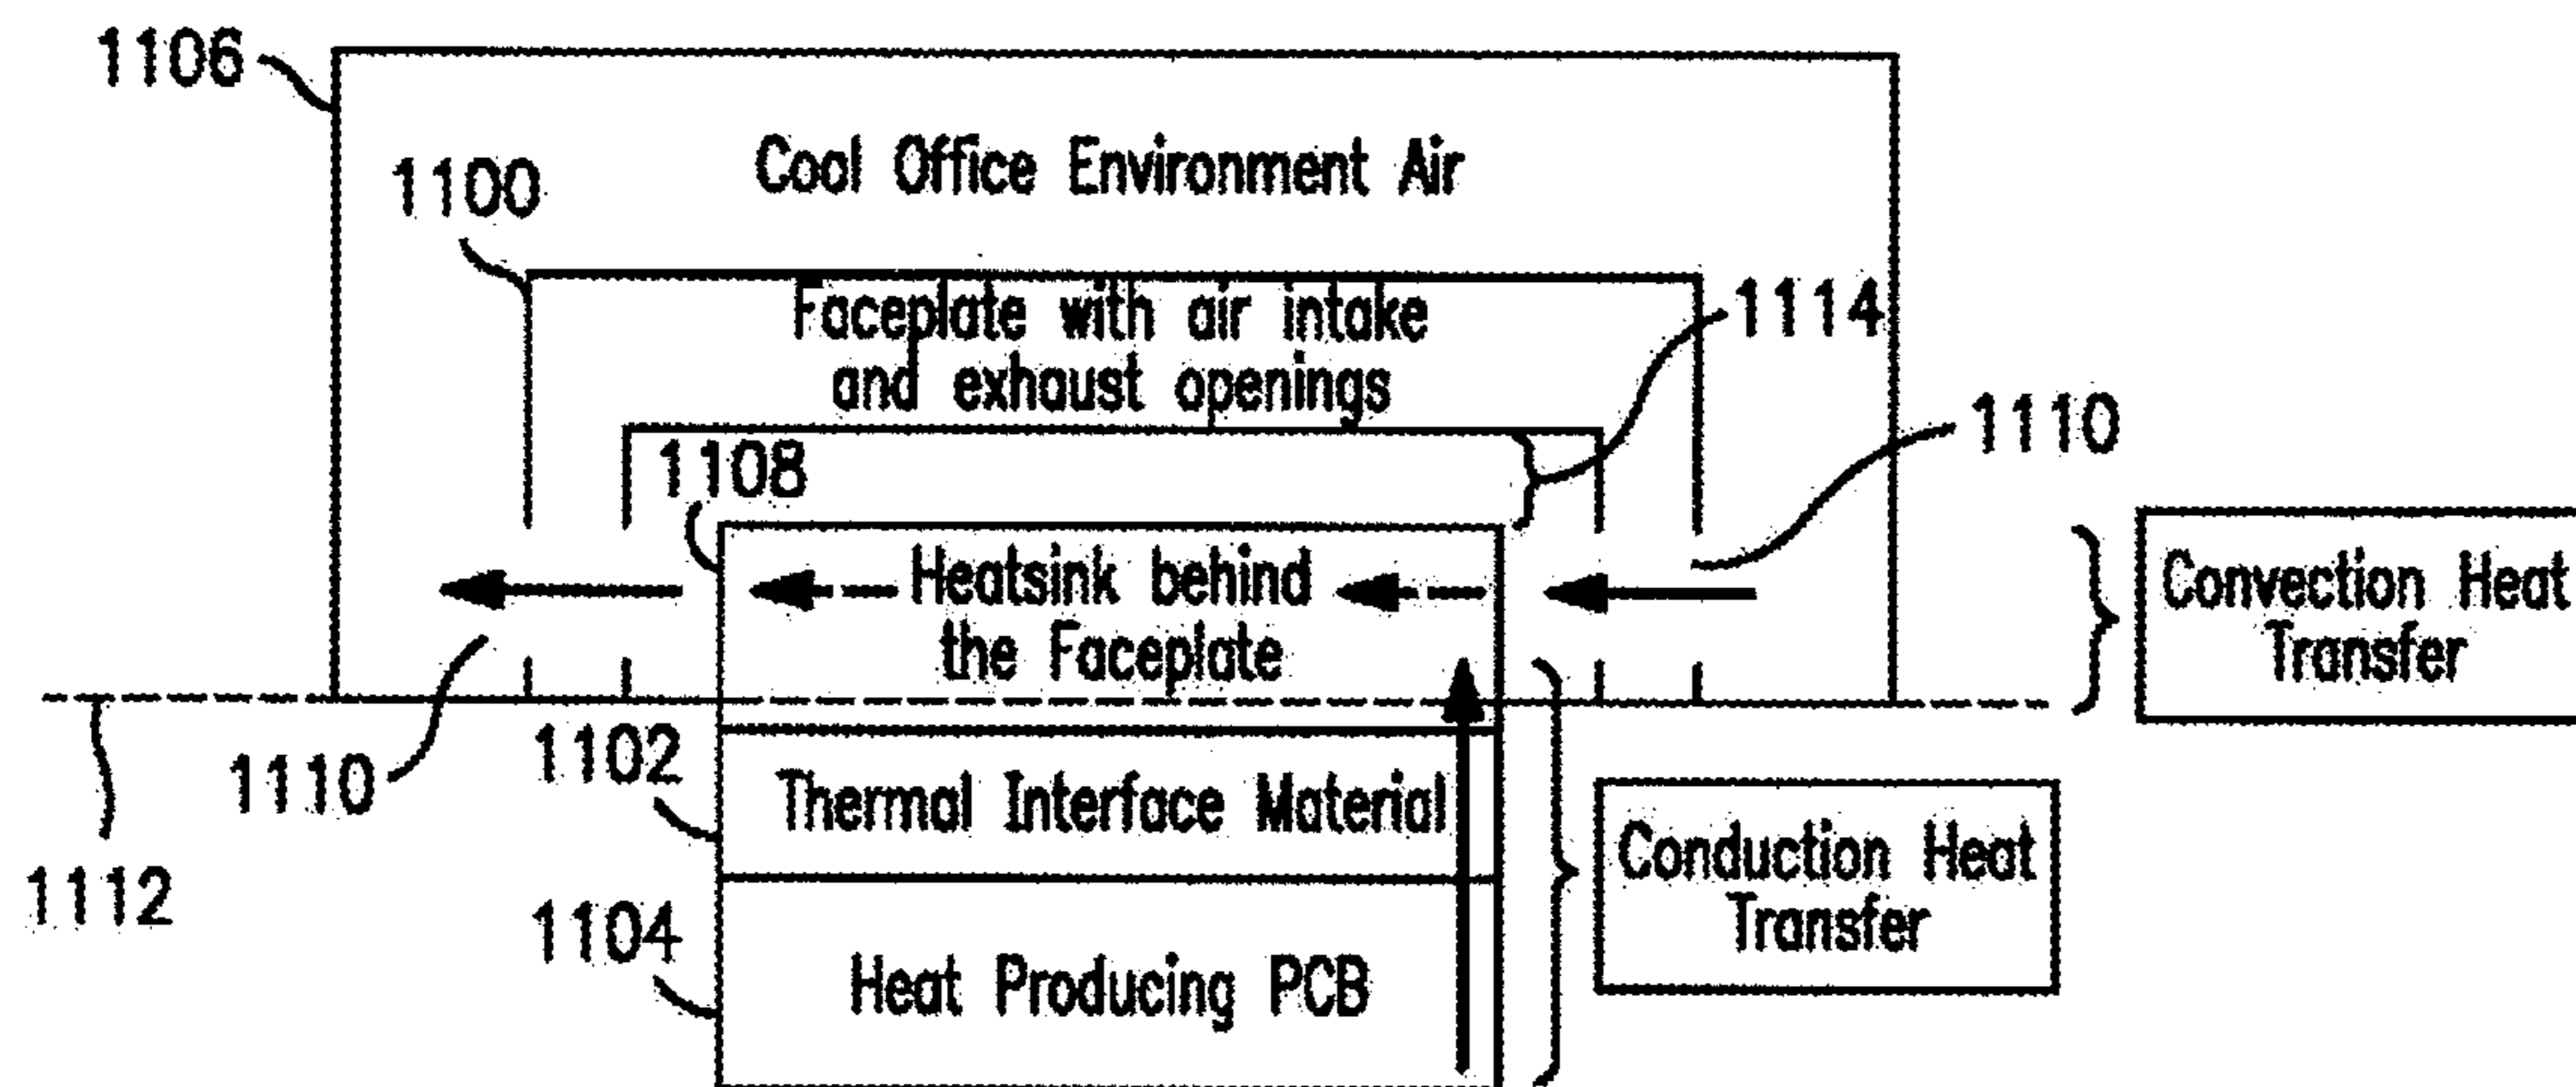 1106
Cool Office Environment Air
1100
Faceplate with air intake
and exhaust openings
1114
1110
1108
Heatsink behind
the Faceplate
Convection Heat
Transfer
1110
1102
Thermal Interface Material
1112
Conduction Heat
Transfer
1104
Heat Producing PCB